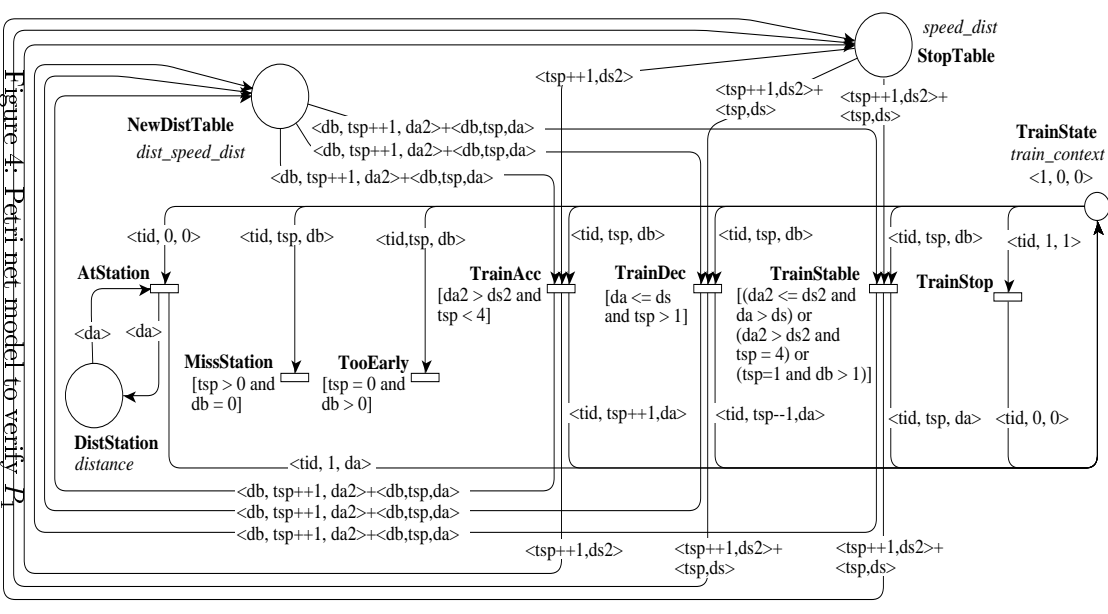 speed_dist
StopTable
<tsp++1,ds2>
<tsp++1,ds2>+
<tsp,ds>
<tsp++1,ds2>+
<tsp,ds>
NewDistTable
dist_speed_dist
<db, tsp++1, da2>+<db,tsp,da>
<db, tsp++1, da2>+<db,tsp,da>
<db, tsp++1, da2>+<db,tsp,da>
TrainState
train_context
<1, 0, 0>
<tid, 0, 0>
<tid, tsp, db>
<tid,tsp, db>
<tid, tsp, db>
<tid, tsp, db>
<tid, tsp, db>
<tid, 1, 1>
AtStation
TrainAcc
[da2 > ds2 and
tsp < 4]
TrainDec
[da <= ds
and tsp > 1]
TrainStable
[(da2 <= ds2 and
da > ds) or
(da2 > ds2 and
tsp = 4) or
(tsp=1 and db > 1)]
TrainStop
<da>
<da>
MissStation
[tsp > 0 and
db = 0]
TooEarly
[tsp = 0 and
db > 0]
DistStation
distance
<tid, tsp++1,da>
<tid, tsp--1,da>
<tid, tsp, da>
<tid, 0, 0>
<tid, 1, da>
<db, tsp++1, da2>+<db,tsp,da>
<db, tsp++1, da2>+<db,tsp,da>
<db, tsp++1, da2>+<db,tsp,da>
<tsp++1,ds2>
<tsp++1,ds2>+
<tsp,ds>
<tsp++1,ds2>+
<tsp,ds>
Figure 4: Petri net model to verify P1